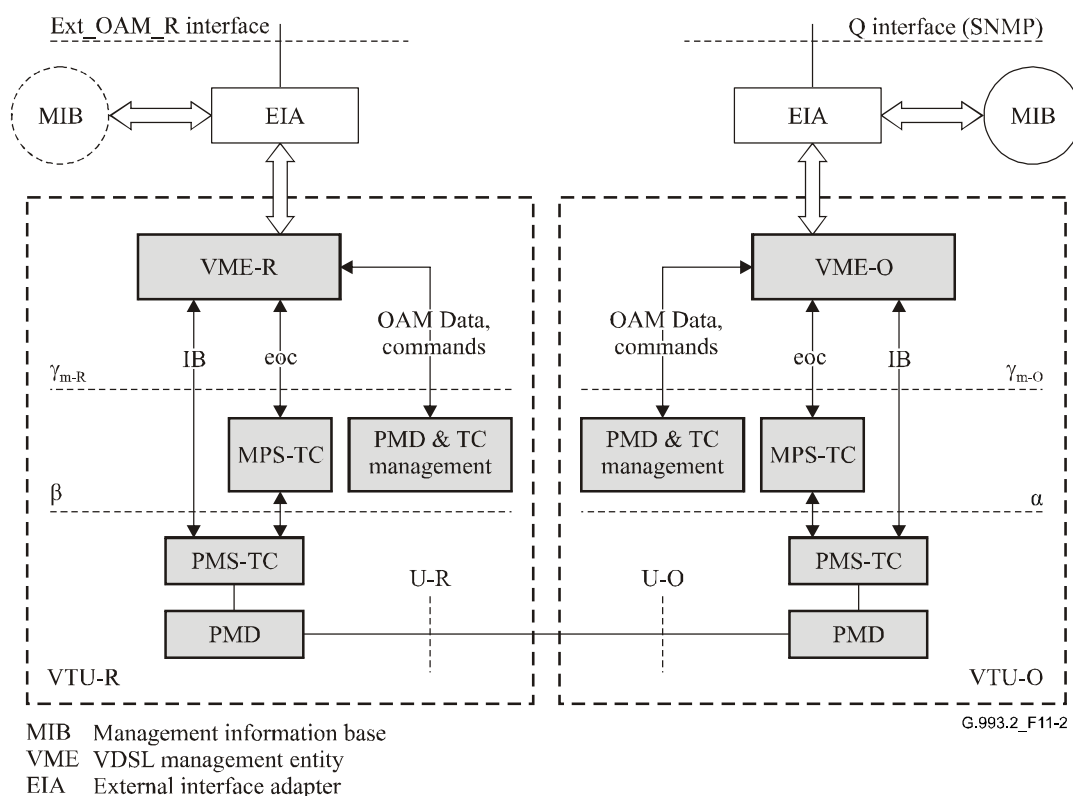 Ext_OAM_R interface
Q interface (SNMP)
MIB
EIA
EIA
MIB
VME-R
VME-O
OAM Data,
commands
OAM Data,
commands
IB
eoc
eoc
IB
γm-R
γm-O
MPS-TC
PMD & TC
management
PMD & TC
management
MPS-TC
β
α
PMS-TC
PMS-TC
U-R
U-O
PMD
PMD
VTU-R
VTU-O
G.993.2_F11-2
MIB Management information base
VME VDSL management entity
EIA External interface adapter